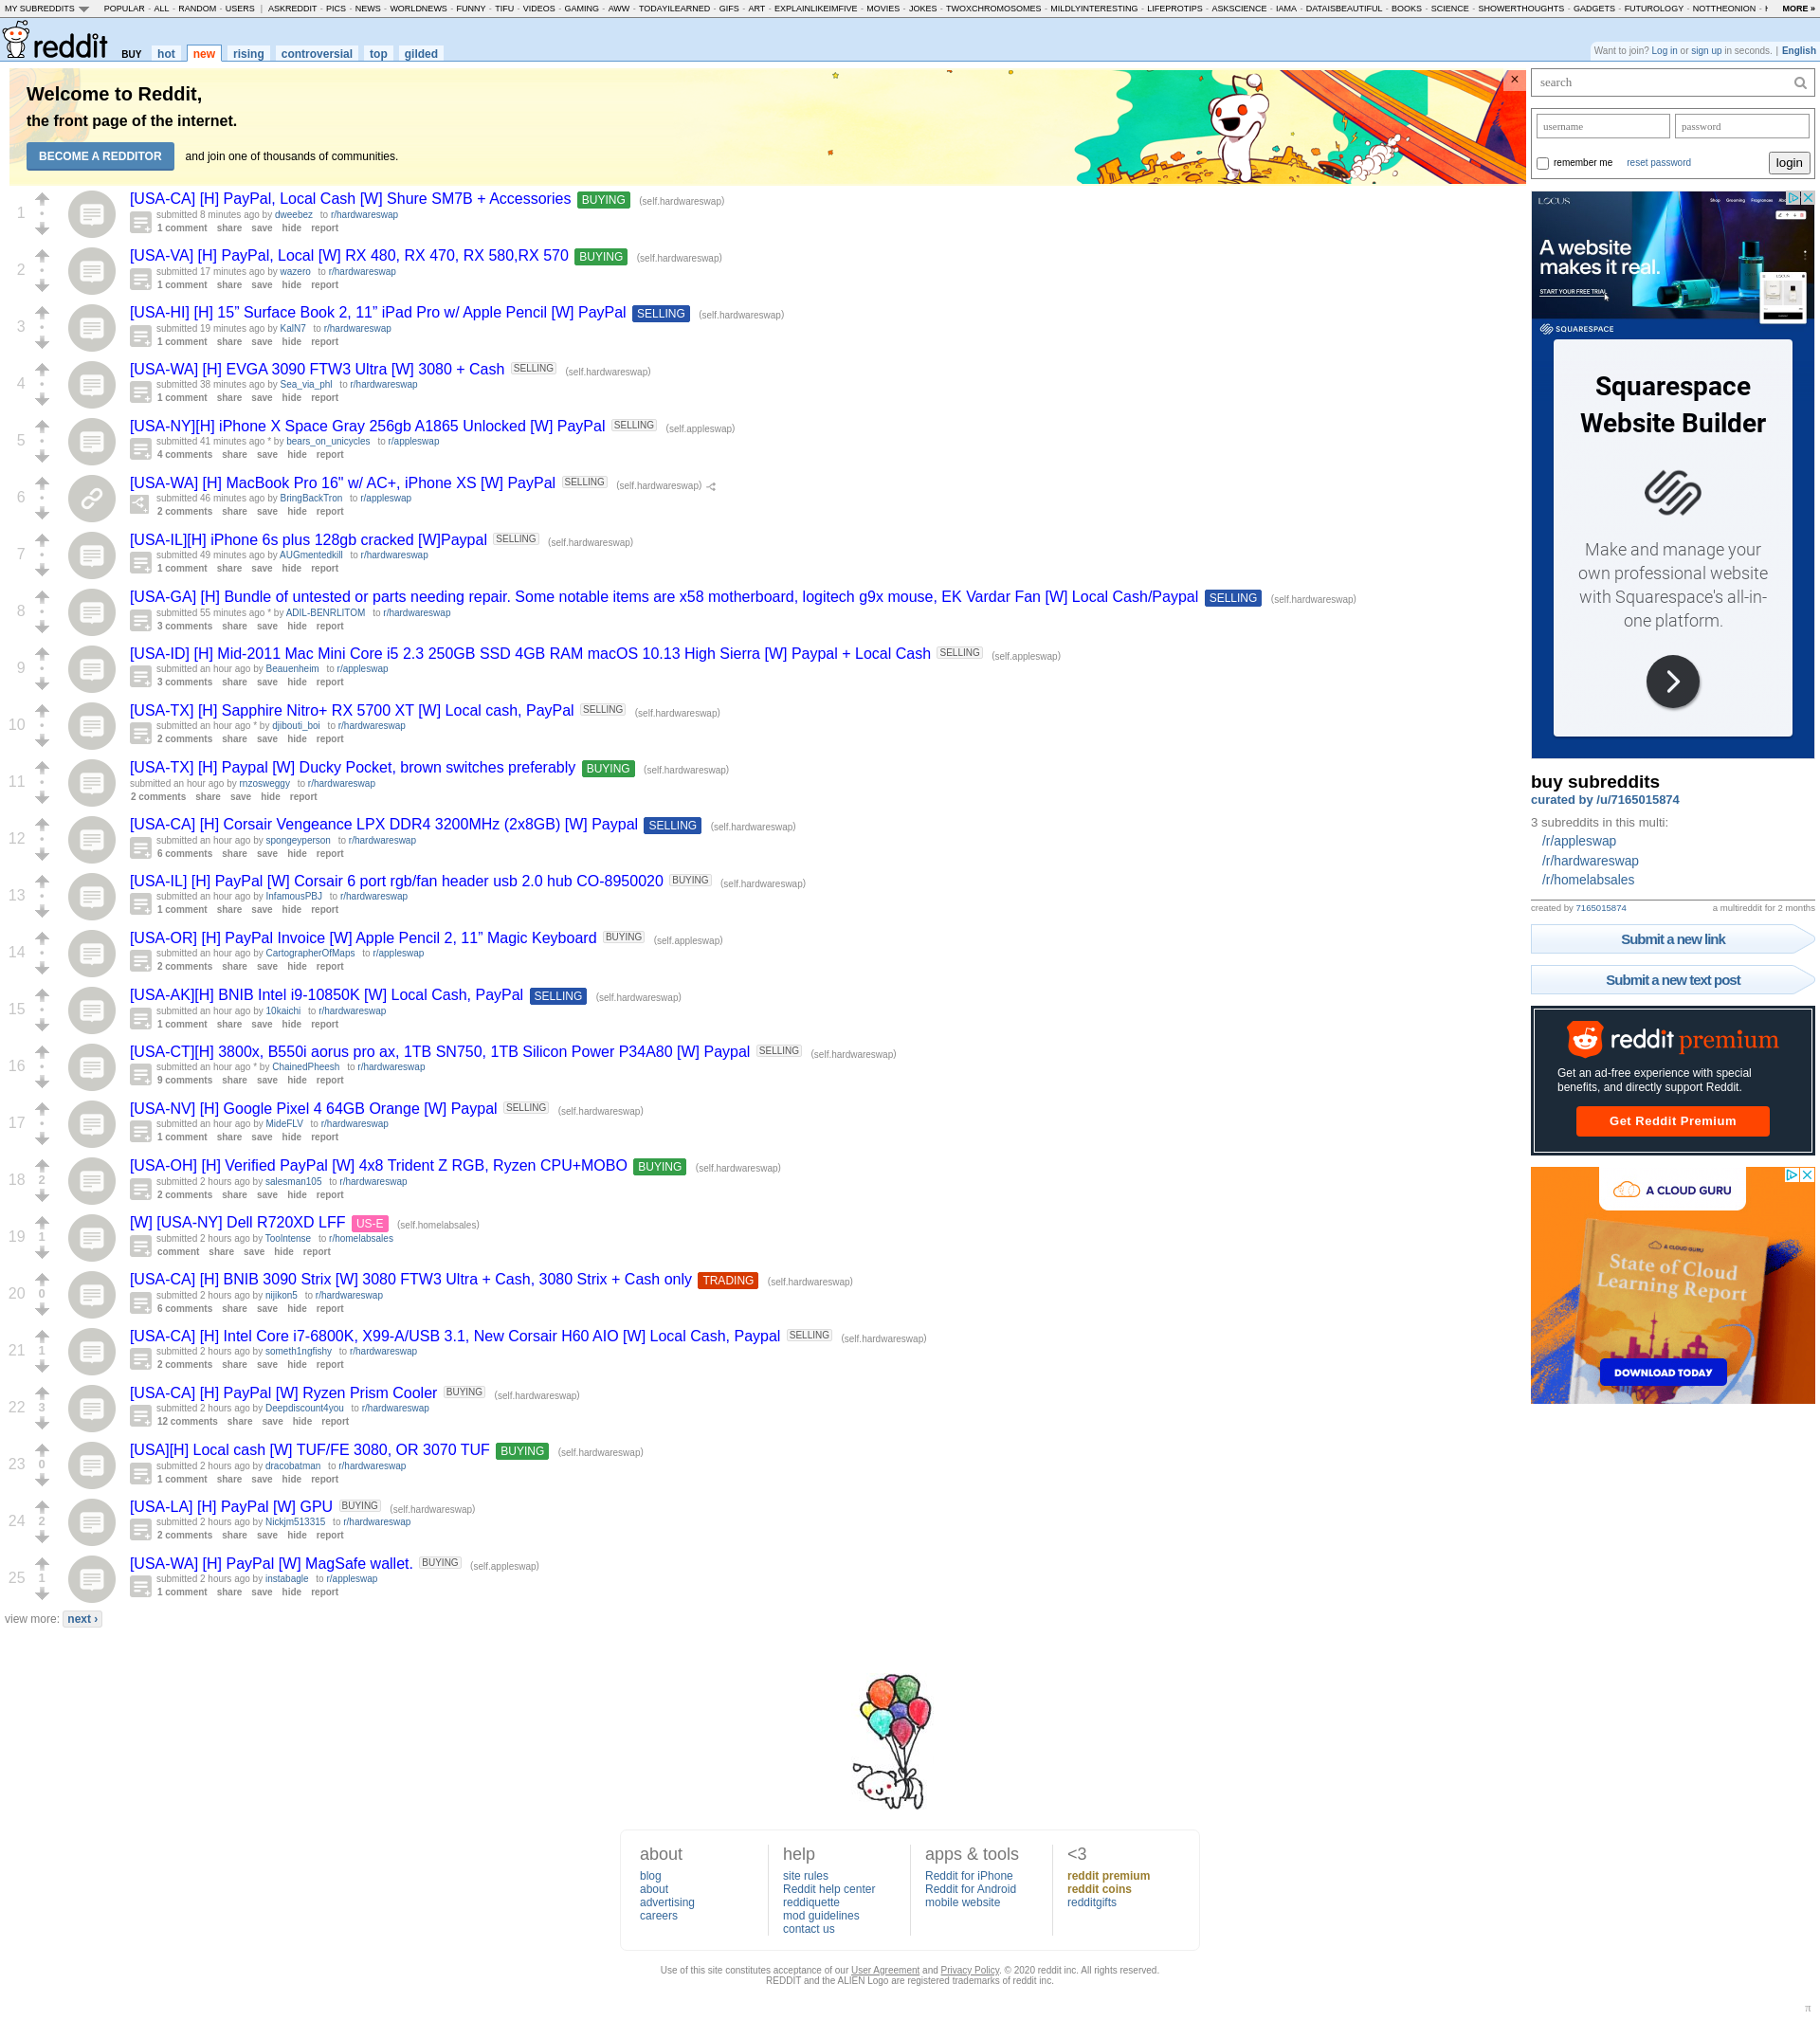 MY SUBREDDITS POPULAR - ALL - RANDOM - USERS | ASKREDDIT - PICS - NEWS - WORLDNEWS - FUNNY - TIFU - VIDEOS - GAMING - AWW - TODAYILEARNED - GIFS - ART - EXPLAINLIKEIMFIVE - MOVIES - JOKES - TWOXCHROMOSOMES - MILDLYINTERESTING - LIFEPROTIPS - ASKSCIENCE - IAMA - DATAISBEAUTIFUL - BOOKS - SCIENCE - SHOWERTHOUGHTS - GADGETS - FUTUROLOGY - NOTTHEONION - MORE »
reddit BUY hot new rising controversial top gilded
Want to join? Log in or sign up in seconds. | English
Welcome to Reddit,
the front page of the internet.
BECOME A REDDITOR and join one of thousands of communities.
×
1
[USA-CA] [H] PayPal, Local Cash [W] Shure SM7B + Accessories BUYING (self.hardwareswap)
submitted 8 minutes ago by dweebez to r/hardwareswap
1 comment share save hide report
2
[USA-VA] [H] PayPal, Local [W] RX 480, RX 470, RX 580,RX 570 BUYING (self.hardwareswap)
submitted 17 minutes ago by wazero to r/hardwareswap
1 comment share save hide report
3
[USA-HI] [H] 15” Surface Book 2, 11” iPad Pro w/ Apple Pencil [W] PayPal SELLING (self.hardwareswap)
submitted 19 minutes ago by KalN7 to r/hardwareswap
1 comment share save hide report
4
[USA-WA] [H] EVGA 3090 FTW3 Ultra [W] 3080 + Cash SELLING (self.hardwareswap)
submitted 38 minutes ago by Sea_via_phl to r/hardwareswap
1 comment share save hide report
5
[USA-NY][H] iPhone X Space Gray 256gb A1865 Unlocked [W] PayPal SELLING (self.appleswap)
submitted 41 minutes ago * by bears_on_unicycles to r/appleswap
4 comments share save hide report
6
[USA-WA] [H] MacBook Pro 16" w/ AC+, iPhone XS [W] PayPal SELLING (self.hardwareswap)
submitted 46 minutes ago by BringBackTron to r/appleswap
2 comments share save hide report
7
[USA-IL][H] iPhone 6s plus 128gb cracked [W]Paypal SELLING (self.hardwareswap)
submitted 49 minutes ago by AUGmentedkill to r/hardwareswap
1 comment share save hide report
8
[USA-GA] [H] Bundle of untested or parts needing repair. Some notable items are x58 motherboard, logitech g9x mouse, EK Vardar Fan [W] Local Cash/Paypal SELLING (self.hardwareswap)
submitted 55 minutes ago * by ADIL-BENRLITOM to r/hardwareswap
3 comments share save hide report
9
[USA-ID] [H] Mid-2011 Mac Mini Core i5 2.3 250GB SSD 4GB RAM macOS 10.13 High Sierra [W] Paypal + Local Cash SELLING (self.appleswap)
submitted an hour ago by Beauenheim to r/appleswap
3 comments share save hide report
10
[USA-TX] [H] Sapphire Nitro+ RX 5700 XT [W] Local cash, PayPal SELLING (self.hardwareswap)
submitted an hour ago * by djibouti_boi to r/hardwareswap
2 comments share save hide report
11
[USA-TX] [H] Paypal [W] Ducky Pocket, brown switches preferably BUYING (self.hardwareswap)
submitted an hour ago by mzosweggy to r/hardwareswap
2 comments share save hide report
12
[USA-CA] [H] Corsair Vengeance LPX DDR4 3200MHz (2x8GB) [W] Paypal SELLING (self.hardwareswap)
submitted an hour ago by spongeyperson to r/hardwareswap
6 comments share save hide report
13
[USA-IL] [H] PayPal [W] Corsair 6 port rgb/fan header usb 2.0 hub CO-8950020 BUYING (self.hardwareswap)
submitted an hour ago by InfamousPBJ to r/hardwareswap
1 comment share save hide report
14
[USA-OR] [H] PayPal Invoice [W] Apple Pencil 2, 11” Magic Keyboard BUYING (self.appleswap)
submitted an hour ago by CartographerOfMaps to r/appleswap
2 comments share save hide report
15
[USA-AK][H] BNIB Intel i9-10850K [W] Local Cash, PayPal SELLING (self.hardwareswap)
submitted an hour ago by 10kaichi to r/hardwareswap
1 comment share save hide report
16
[USA-CT][H] 3800x, B550i aorus pro ax, 1TB SN750, 1TB Silicon Power P34A80 [W] Paypal SELLING (self.hardwareswap)
submitted an hour ago * by ChainedPheesh to r/hardwareswap
9 comments share save hide report
17
[USA-NV] [H] Google Pixel 4 64GB Orange [W] Paypal SELLING (self.hardwareswap)
submitted an hour ago by MideFLV to r/hardwareswap
1 comment share save hide report
18 2
[USA-OH] [H] Verified PayPal [W] 4x8 Trident Z RGB, Ryzen CPU+MOBO BUYING (self.hardwareswap)
submitted 2 hours ago by salesman105 to r/hardwareswap
2 comments share save hide report
19 1
[W] [USA-NY] Dell R720XD LFF US-E (self.homelabsales)
submitted 2 hours ago by Toolntense to r/homelabsales
comment share save hide report
20 0
[USA-CA] [H] BNIB 3090 Strix [W] 3080 FTW3 Ultra + Cash, 3080 Strix + Cash only TRADING (self.hardwareswap)
submitted 2 hours ago by nijikon5 to r/hardwareswap
6 comments share save hide report
21 1
[USA-CA] [H] Intel Core i7-6800K, X99-A/USB 3.1, New Corsair H60 AIO [W] Local Cash, Paypal SELLING (self.hardwareswap)
submitted 2 hours ago by someth1ngfishy to r/hardwareswap
2 comments share save hide report
22 3
[USA-CA] [H] PayPal [W] Ryzen Prism Cooler BUYING (self.hardwareswap)
submitted 2 hours ago by Deepdiscount4you to r/hardwareswap
12 comments share save hide report
23 0
[USA][H] Local cash [W] TUF/FE 3080, OR 3070 TUF BUYING (self.hardwareswap)
submitted 2 hours ago by dracobatman to r/hardwareswap
1 comment share save hide report
24 2
[USA-LA] [H] PayPal [W] GPU BUYING (self.hardwareswap)
submitted 2 hours ago by Nickjm513315 to r/hardwareswap
2 comments share save hide report
25 1
[USA-WA] [H] PayPal [W] MagSafe wallet. BUYING (self.appleswap)
submitted 2 hours ago by instabagle to r/appleswap
1 comment share save hide report
view more: next ›
search
username password
remember me reset password login
LOCUS
A website
makes it real.
START YOUR FREE TRIAL
SQUARESPACE
Squarespace
Website Builder
Make and manage your
own professional website
with Squarespace's all-in-
one platform.
buy subreddits
curated by /u/7165015874
3 subreddits in this multi:
/r/appleswap
/r/hardwareswap
/r/homelabsales
created by 7165015874 a multireddit for 2 months
Submit a new link
Submit a new text post
reddit premium
Get an ad-free experience with special
benefits, and directly support Reddit.
Get Reddit Premium
A CLOUD GURU
A CLOUD GURU
State of Cloud
Learning Report
DOWNLOAD TODAY
about
blog
about
advertising
careers
help
site rules
Reddit help center
reddiquette
mod guidelines
contact us
apps & tools
Reddit for iPhone
Reddit for Android
mobile website
<3
reddit premium
reddit coins
redditgifts
Use of this site constitutes acceptance of our User Agreement and Privacy Policy. © 2020 reddit inc. All rights reserved.
REDDIT and the ALIEN Logo are registered trademarks of reddit inc.
π